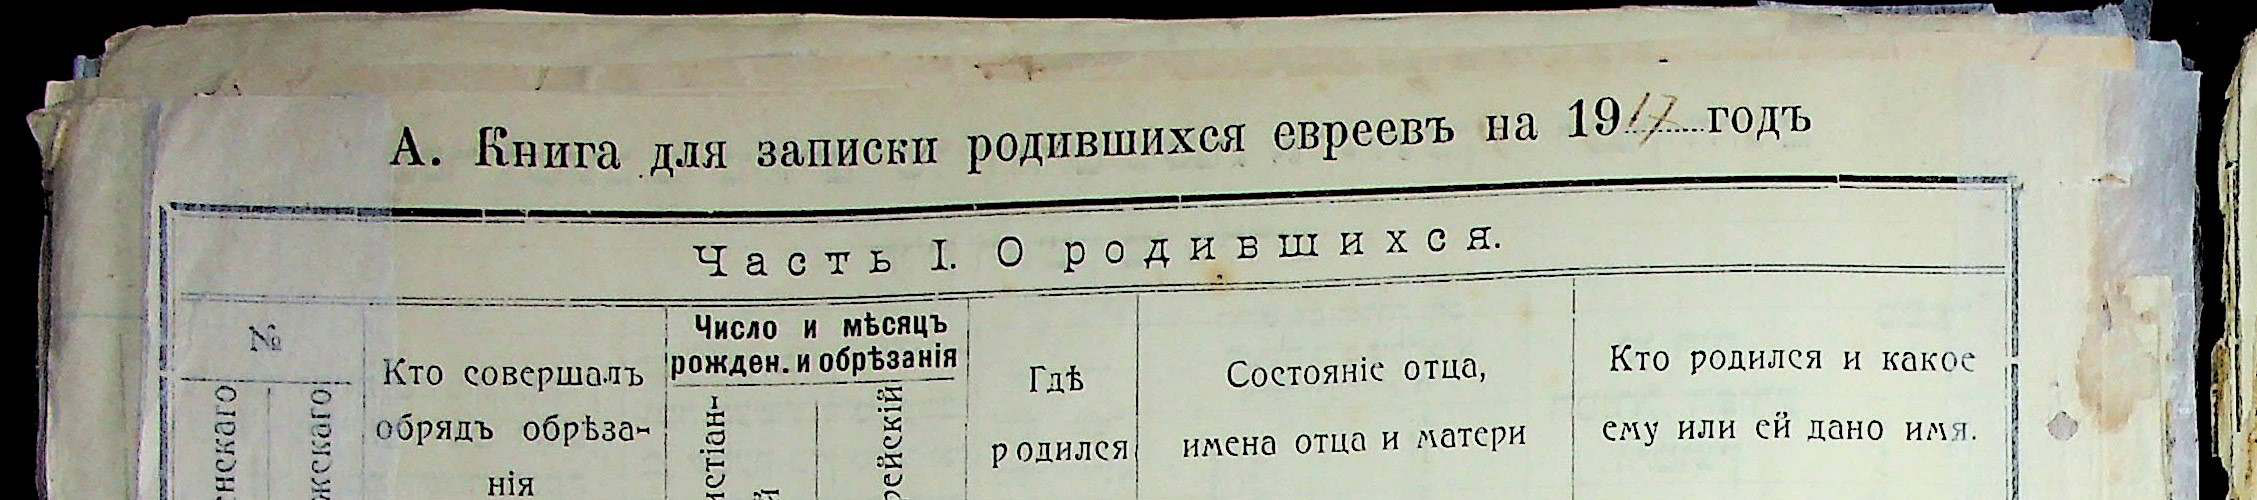 А. Книга для записки родившихся евреевъ на 1917 годъ
Часть I. О родившихся.
№
Кто совершалъ
обрядъ обрѣза-
нія
Число и мѣсяцъ
рожден. и обрѣзанія
Гдѣ
родился
Состояніе отца,
имена отца и матери
Кто родился и какое
ему или ей дано имя.